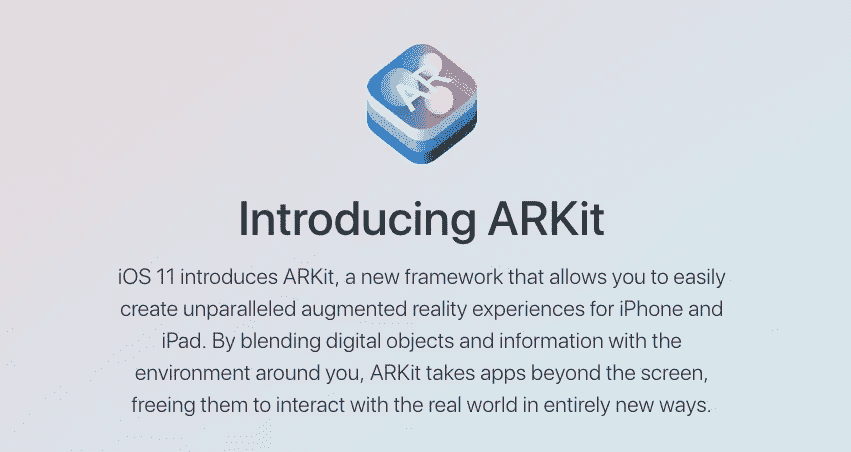 AR
Introducing ARKit
iOS 11 introduces ARKit, a new framework that allows you to easily
create unparalleled augmented reality experiences for iPhone and
iPad. By blending digital objects and information with the
environment around you, ARKit takes apps beyond the screen,
freeing them to interact with the real world in entirely new ways.